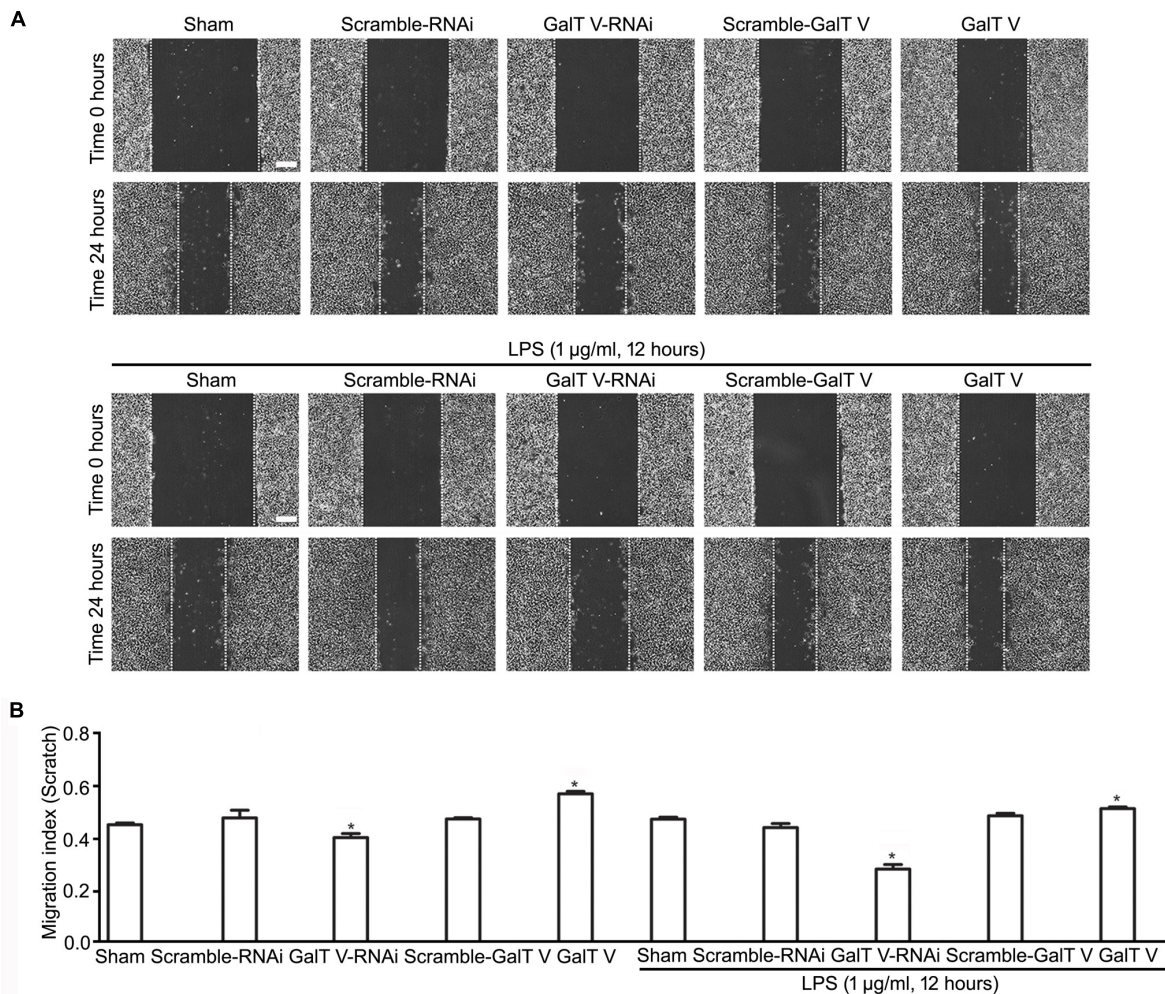 A
Sham Scramble-RNAi GalT V-RNAi Scramble-GalT V GalT V
Time 0 hours
Time 24 hours
LPS (1 µg/ml, 12 hours)
Sham Scramble-RNAi GalT V-RNAi Scramble-GalT V GalT V
Time 0 hours
Time 24 hours
B
Migration index (Scratch)
0.8
0.6
0.4
0.2
0.0
* * * *
Sham Scramble-RNAi GalT V-RNAi Scramble-GalT V GalT V Sham Scramble-RNAi GalT V-RNAi Scramble-GalT V GalT V
LPS (1 µg/ml, 12 hours)